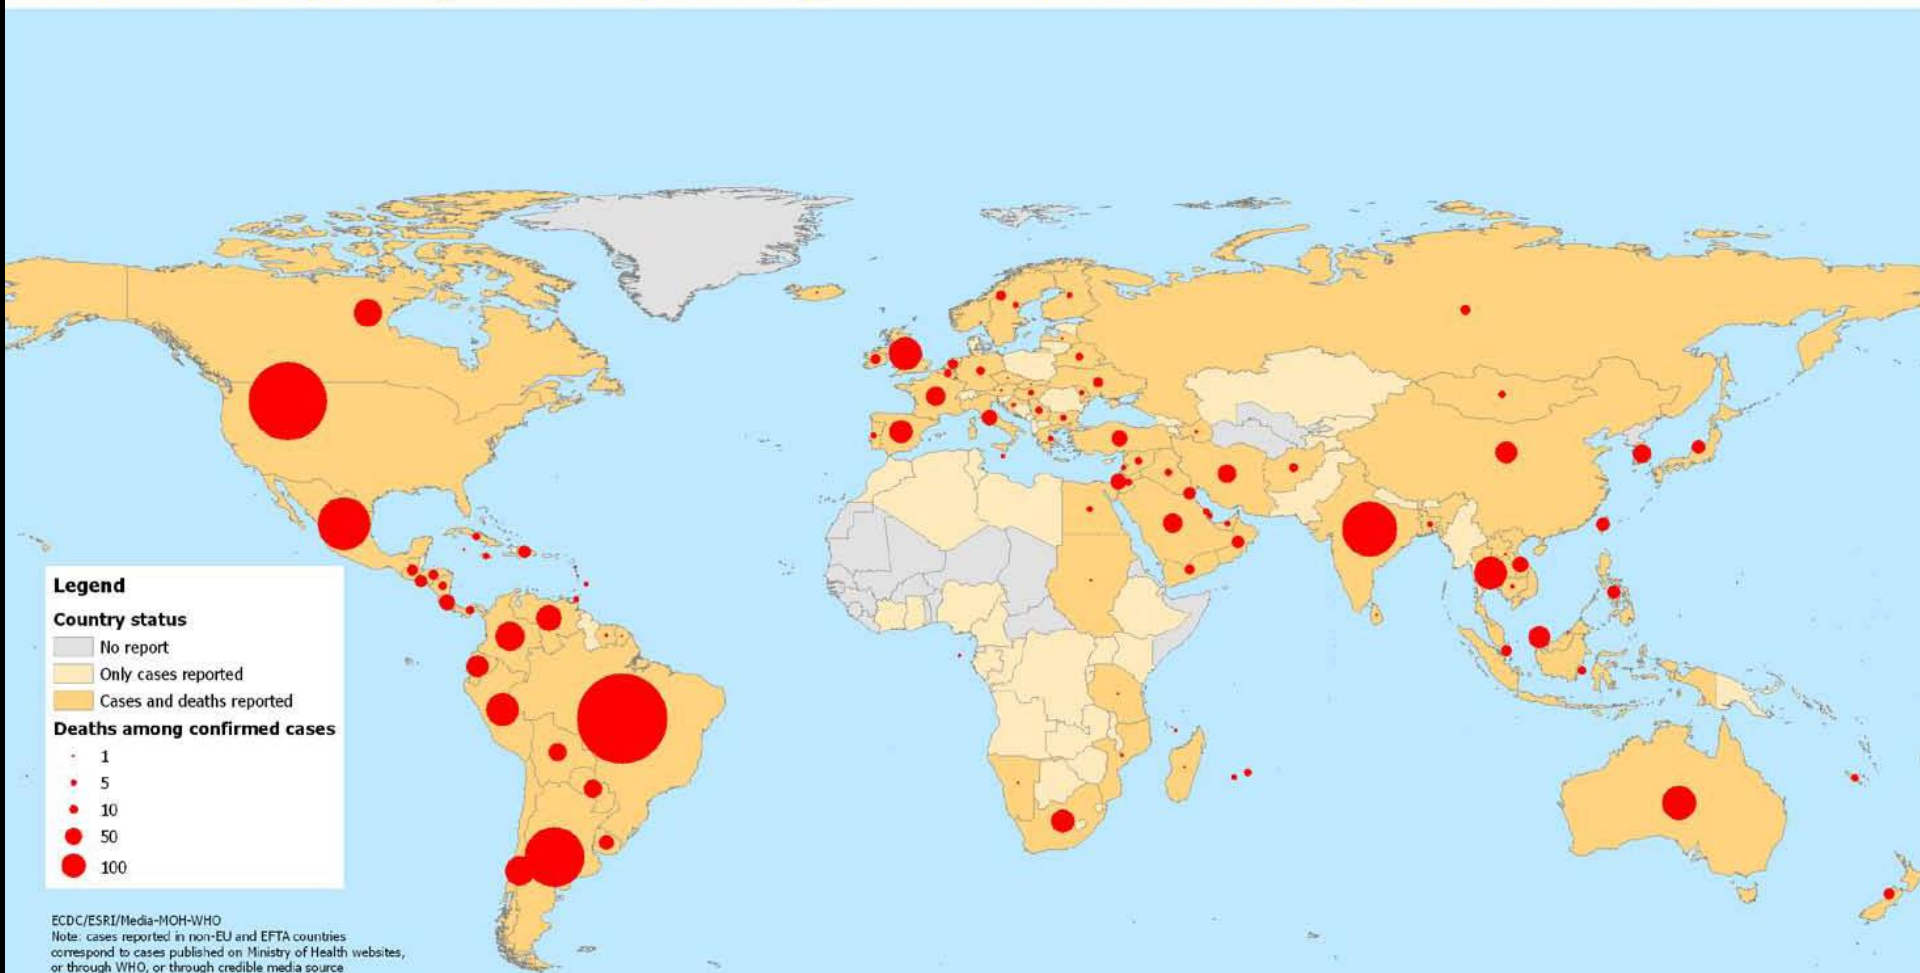 Legend
Country status
No report
Only cases reported
Cases and deaths reported
Deaths among confirmed cases
1
5
10
50
100
ECDC/ESRI/Media-MOH-WHO
Note: cases reported in non-EU and EFTA countries
correspond to cases published on Ministry of Health websites,
or through WHO, or through credible media source